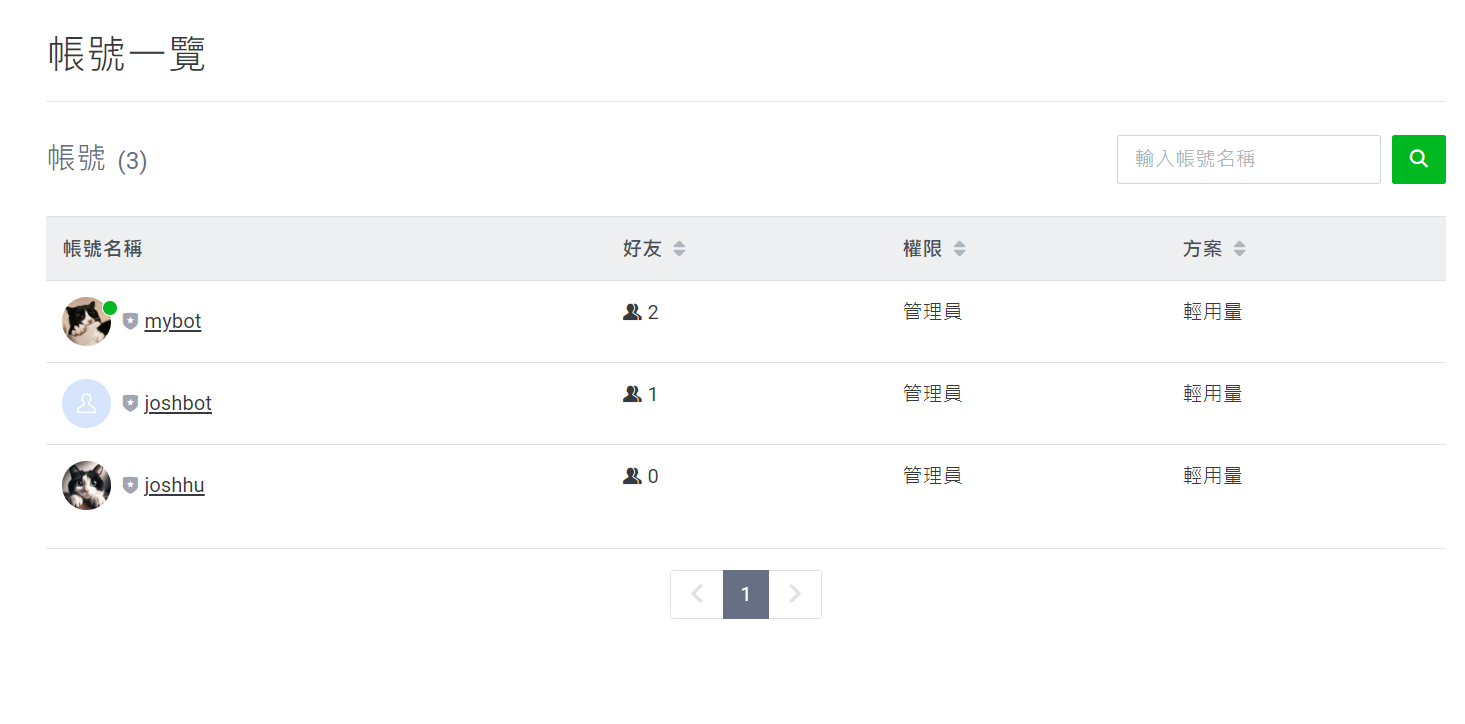 帳號一覽
帳號 (3)
輸入帳號名稱
帳號名稱 好友 權限 方案
mybot 2 管理員 輕用量
joshbot 1 管理員 輕用量
joshhu 0 管理員 輕用量
1